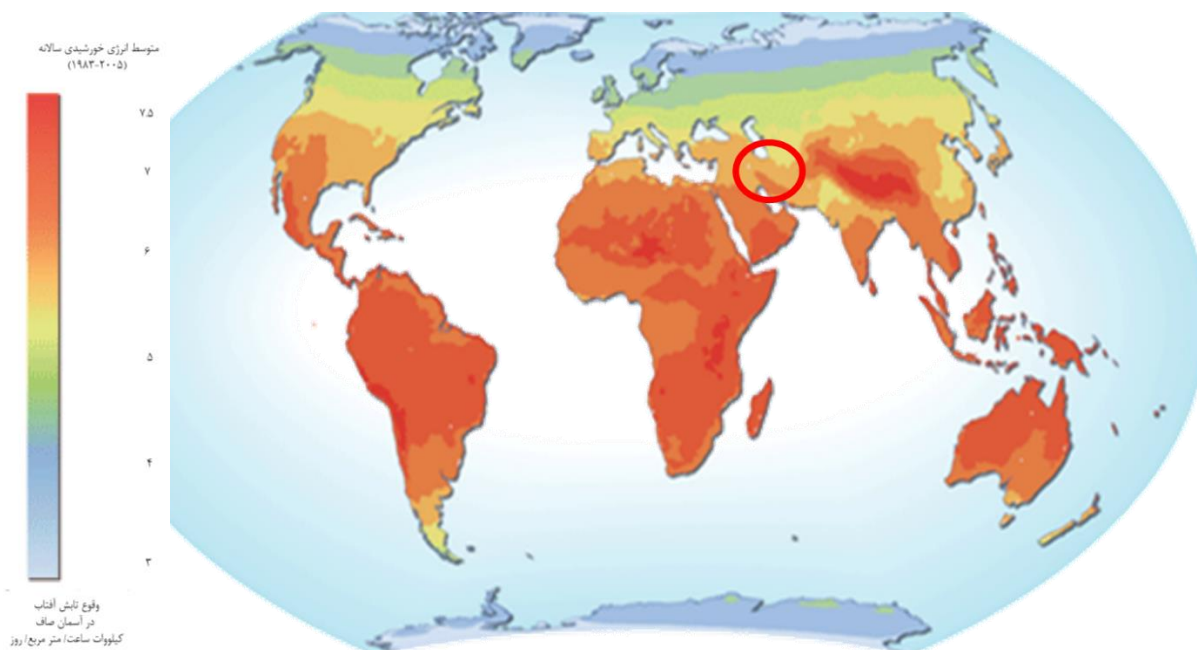 متوسط انرژی خورشیدی سالانه
(۱۹۸۳-۲۰۰۵)
۷.۵
۷
۶
۵
۴
۳
وقوع تابش آفتاب
در آسمان صاف
کیلووات ساعت/ متر مربع/ روز